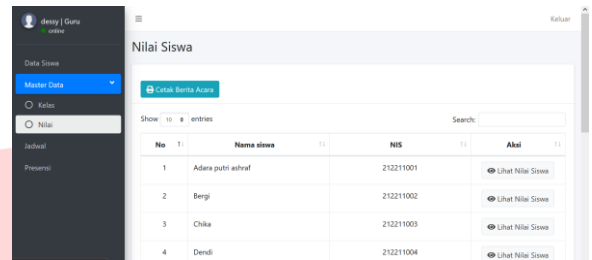 dessy | Guru
online
Keluar
Nilai Siswa
Data Siswa
Master Data
Kelas
Nilai
Jadwal
Presensi
Cetak Berita Acara
Show 10 entries
Search:
No Nama siswa NIS Aksi
1 Adara putri ashraf 212211001 Lihat Nilai Siswa
2 Bergi 212211002 Lihat Nilai Siswa
3 Chika 212211003 Lihat Nilai Siswa
4 Dendi 212211004 Lihat Nilai Siswa